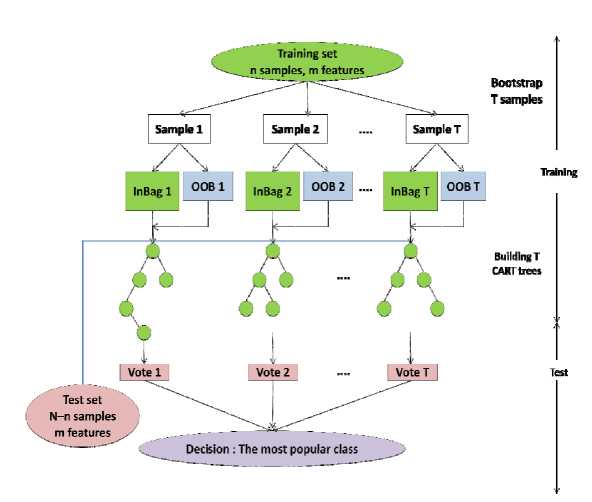 Training set
n samples, m features
Bootstrap
T samples
Sample 1
Sample 2
....
Sample T
Training
InBag 1
OOB 1
InBag 2
OOB 2
....
InBag T
OOB T
Building T
CART trees
....
Vote 1
Vote 2
....
Vote T
Test
Test set
N–n samples
m features
Decision : The most popular class